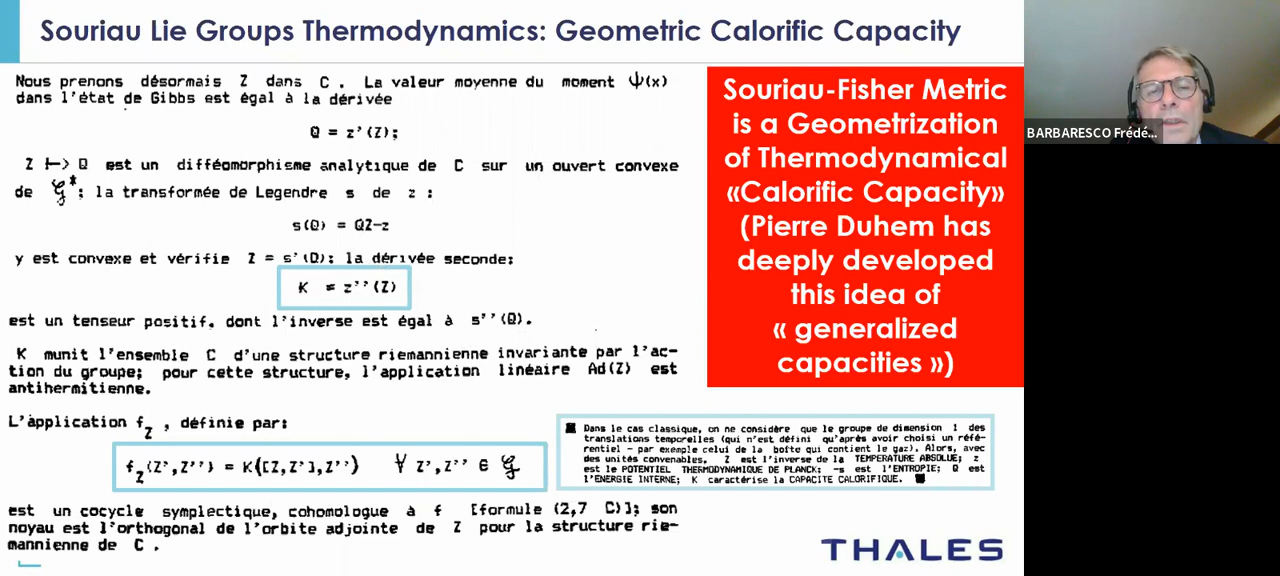 Souriau Lie Groups Thermodynamics: Geometric Calorific Capacity
Nous prenons désormais Z dans C . La valeur moyenne du moment Ψ(x)
dans l'état de Gibbs est égal à la dérivée
Q = z'(Z);
Z ↦ Q est un difféomorphisme analytique de C sur un ouvert convexe
de 𝒢*; la transformée de Legendre s de z :
s(Q) = QZ-z
y est convexe et vérifie Z = s'(Q); la dérivée seconde:
K = z''(Z)
est un tenseur positif, dont l'inverse est égal à s''(Q).
K munit l'ensemble C d'une structure riemannienne invariante par l'ac-
tion du groupe; pour cette structure, l'application linéaire Ad(Z) est
antihermitienne.
L'application f_Z , définie par:
f_Z(Z',Z'') = K([Z,Z'],Z'') ∀ Z',Z'' ∈ 𝒢
est un cocycle symplectique, cohomologue à f [formule (2,7 C)]; son
noyau est l'orthogonal de l'orbite adjointe de Z pour la structure rie-
mannienne de C .
Souriau-Fisher Metric
is a Geometrization
of Thermodynamical
«Calorific Capacity»
(Pierre Duhem has
deeply developed
this idea of
« generalized
capacities »)
Dans le cas classique, on ne considère que le groupe de dimension 1 des
translations temporelles (qui n'est défini qu'après avoir choisi un réfé-
rentiel - par exemple celui de la boîte qui contient le gaz). Alors, avec
des unités convenables, Z est l'inverse de la TEMPERATURE ABSOLUE; z
est le POTENTIEL THERMODYNAMIQUE DE PLANCK; -s est l'ENTROPIE; Q est
l'ENERGIE INTERNE; K caractérise la CAPACITE CALORIFIQUE.
THALES
BARBARESCO Frédé...